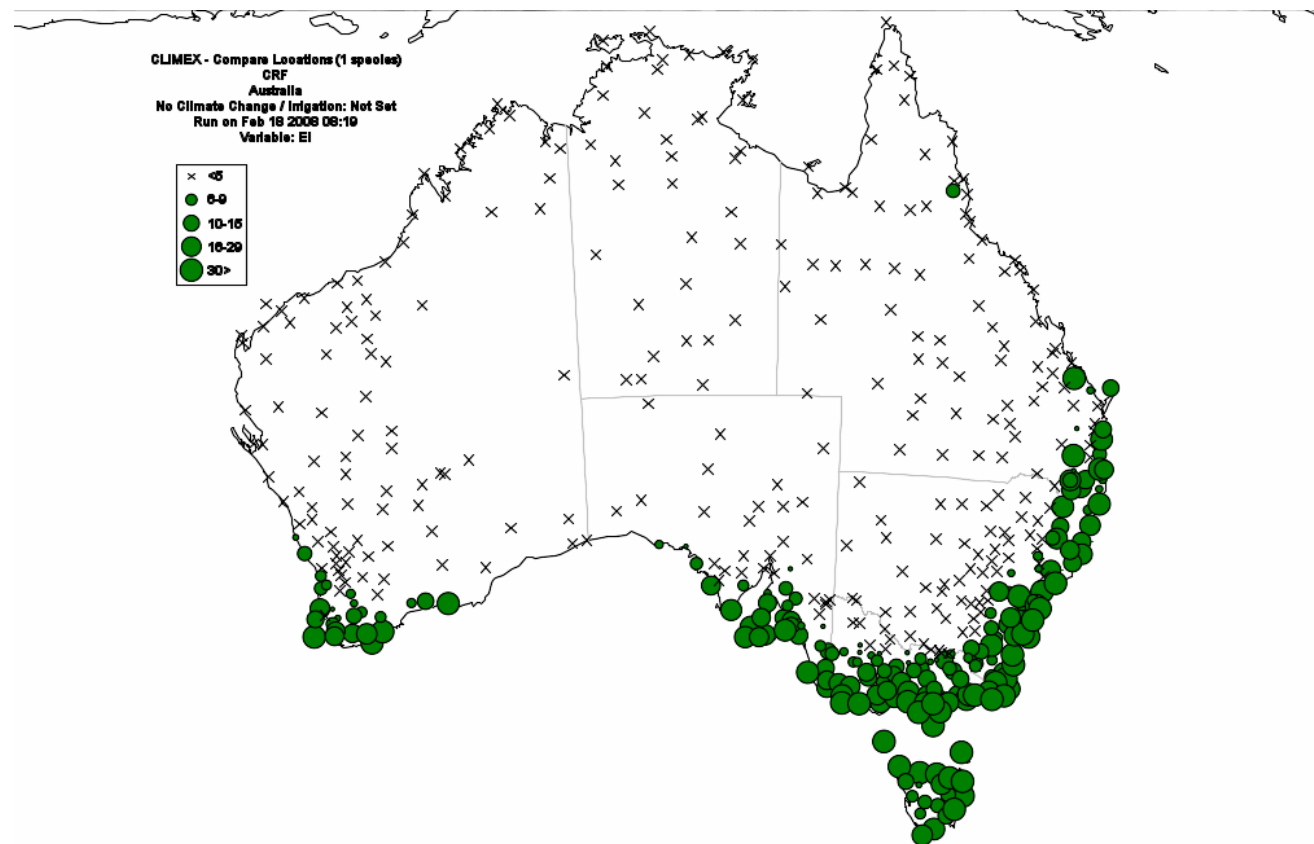 CLIMEX - Compare Locations (1 species)
CRF
Australia
No Climate Change / Irrigation: Not Set
Run on Feb 18 2008 08:19
Variable: EI
<5
6-9
10-15
16-29
30>